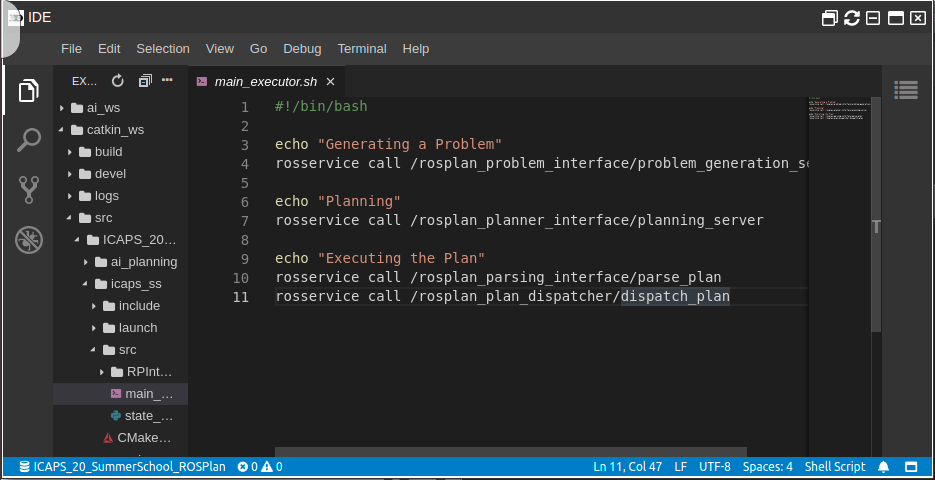 IDE
File Edit Selection View Go Debug Terminal Help
EX...
main_executor.sh
ai_ws
catkin_ws
build
devel
logs
src
ICAPS_20...
ai_planning
icaps_ss
include
launch
src
RPInt...
main_...
state_...
CMake...
1 #!/bin/bash
2
3 echo "Generating a Problem"
4 rosservice call /rosplan_problem_interface/problem_generation_se
5
6 echo "Planning"
7 rosservice call /rosplan_planner_interface/planning_server
8
9 echo "Executing the Plan"
10 rosservice call /rosplan_parsing_interface/parse_plan
11 rosservice call /rosplan_plan_dispatcher/dispatch_plan
ICAPS_20_SummerSchool_ROSPlan 0 0 Ln 11, Col 47 LF UTF-8 Spaces: 4 Shell Script